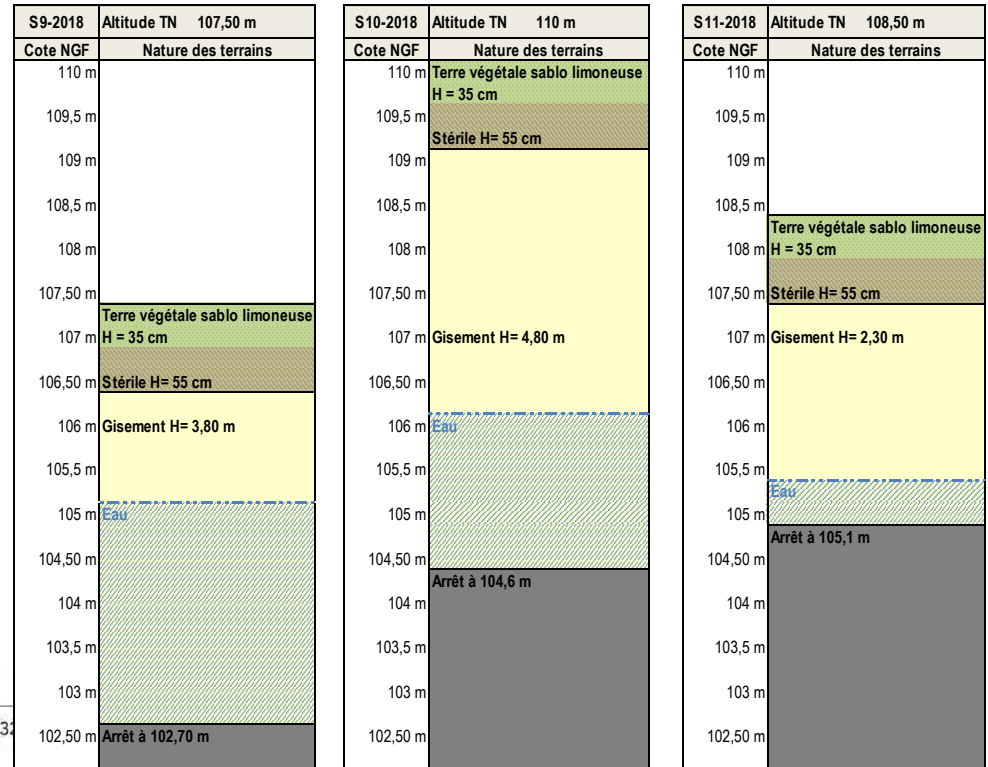 S9-2018 Altitude TN 107,50 m
Cote NGF Nature des terrains
110 m
109,5 m
109 m
108,5 m
108 m
107,50 m
Terre végétale sablo limoneuse
107 m H = 35 cm
106,50 m Stérile H= 55 cm
106 m Gisement H= 3,80 m
105,5 m
105 m Eau
104,50 m
104 m
103,5 m
103 m
102,50 m Arrêt à 102,70 m
S10-2018 Altitude TN 110 m
Cote NGF Nature des terrains
110 m Terre végétale sablo limoneuse
H = 35 cm
109,5 m
Stérile H= 55 cm
109 m
108,5 m
108 m
107,50 m
107 m Gisement H= 4,80 m
106,50 m
106 m Eau
105,5 m
105 m
104,50 m
Arrêt à 104,6 m
104 m
103,5 m
103 m
102,50 m
S11-2018 Altitude TN 108,50 m
Cote NGF Nature des terrains
110 m
109,5 m
109 m
108,5 m
Terre végétale sablo limoneuse
108 m H = 35 cm
107,50 m Stérile H= 55 cm
107 m Gisement H= 2,30 m
106,50 m
106 m
105,5 m
Eau
105 m
Arrêt à 105,1 m
104,50 m
104 m
103,5 m
103 m
102,50 m